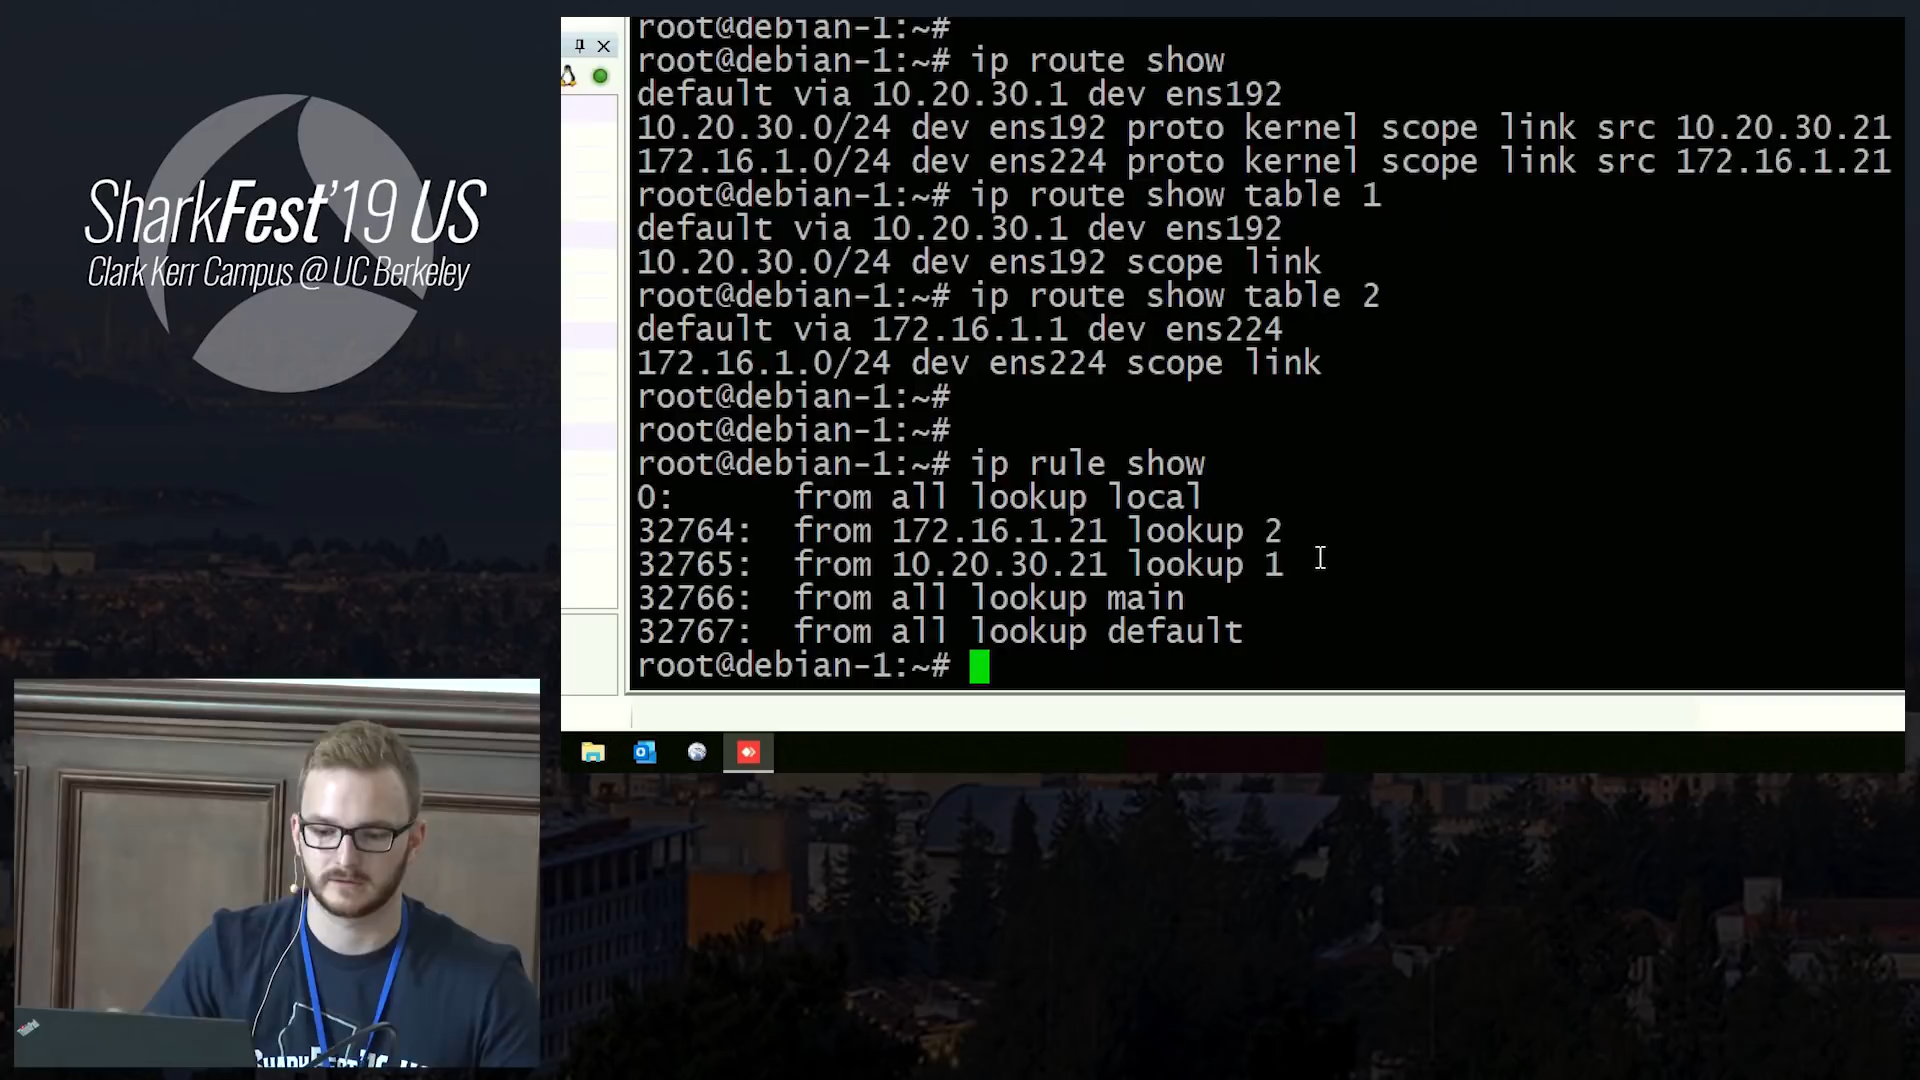 SharkFest'19 US
Clark Kerr Campus @ UC Berkeley
root@debian-1:~#
root@debian-1:~# ip route show
default via 10.20.30.1 dev ens192
10.20.30.0/24 dev ens192 proto kernel scope link src 10.20.30.21
172.16.1.0/24 dev ens224 proto kernel scope link src 172.16.1.21
root@debian-1:~# ip route show table 1
default via 10.20.30.1 dev ens192
10.20.30.0/24 dev ens192 scope link
root@debian-1:~# ip route show table 2
default via 172.16.1.1 dev ens224
172.16.1.0/24 dev ens224 scope link
root@debian-1:~#
root@debian-1:~#
root@debian-1:~# ip rule show
0: from all lookup local
32764: from 172.16.1.21 lookup 2
32765: from 10.20.30.21 lookup 1
32766: from all lookup main
32767: from all lookup default
root@debian-1:~#
ThinkPad